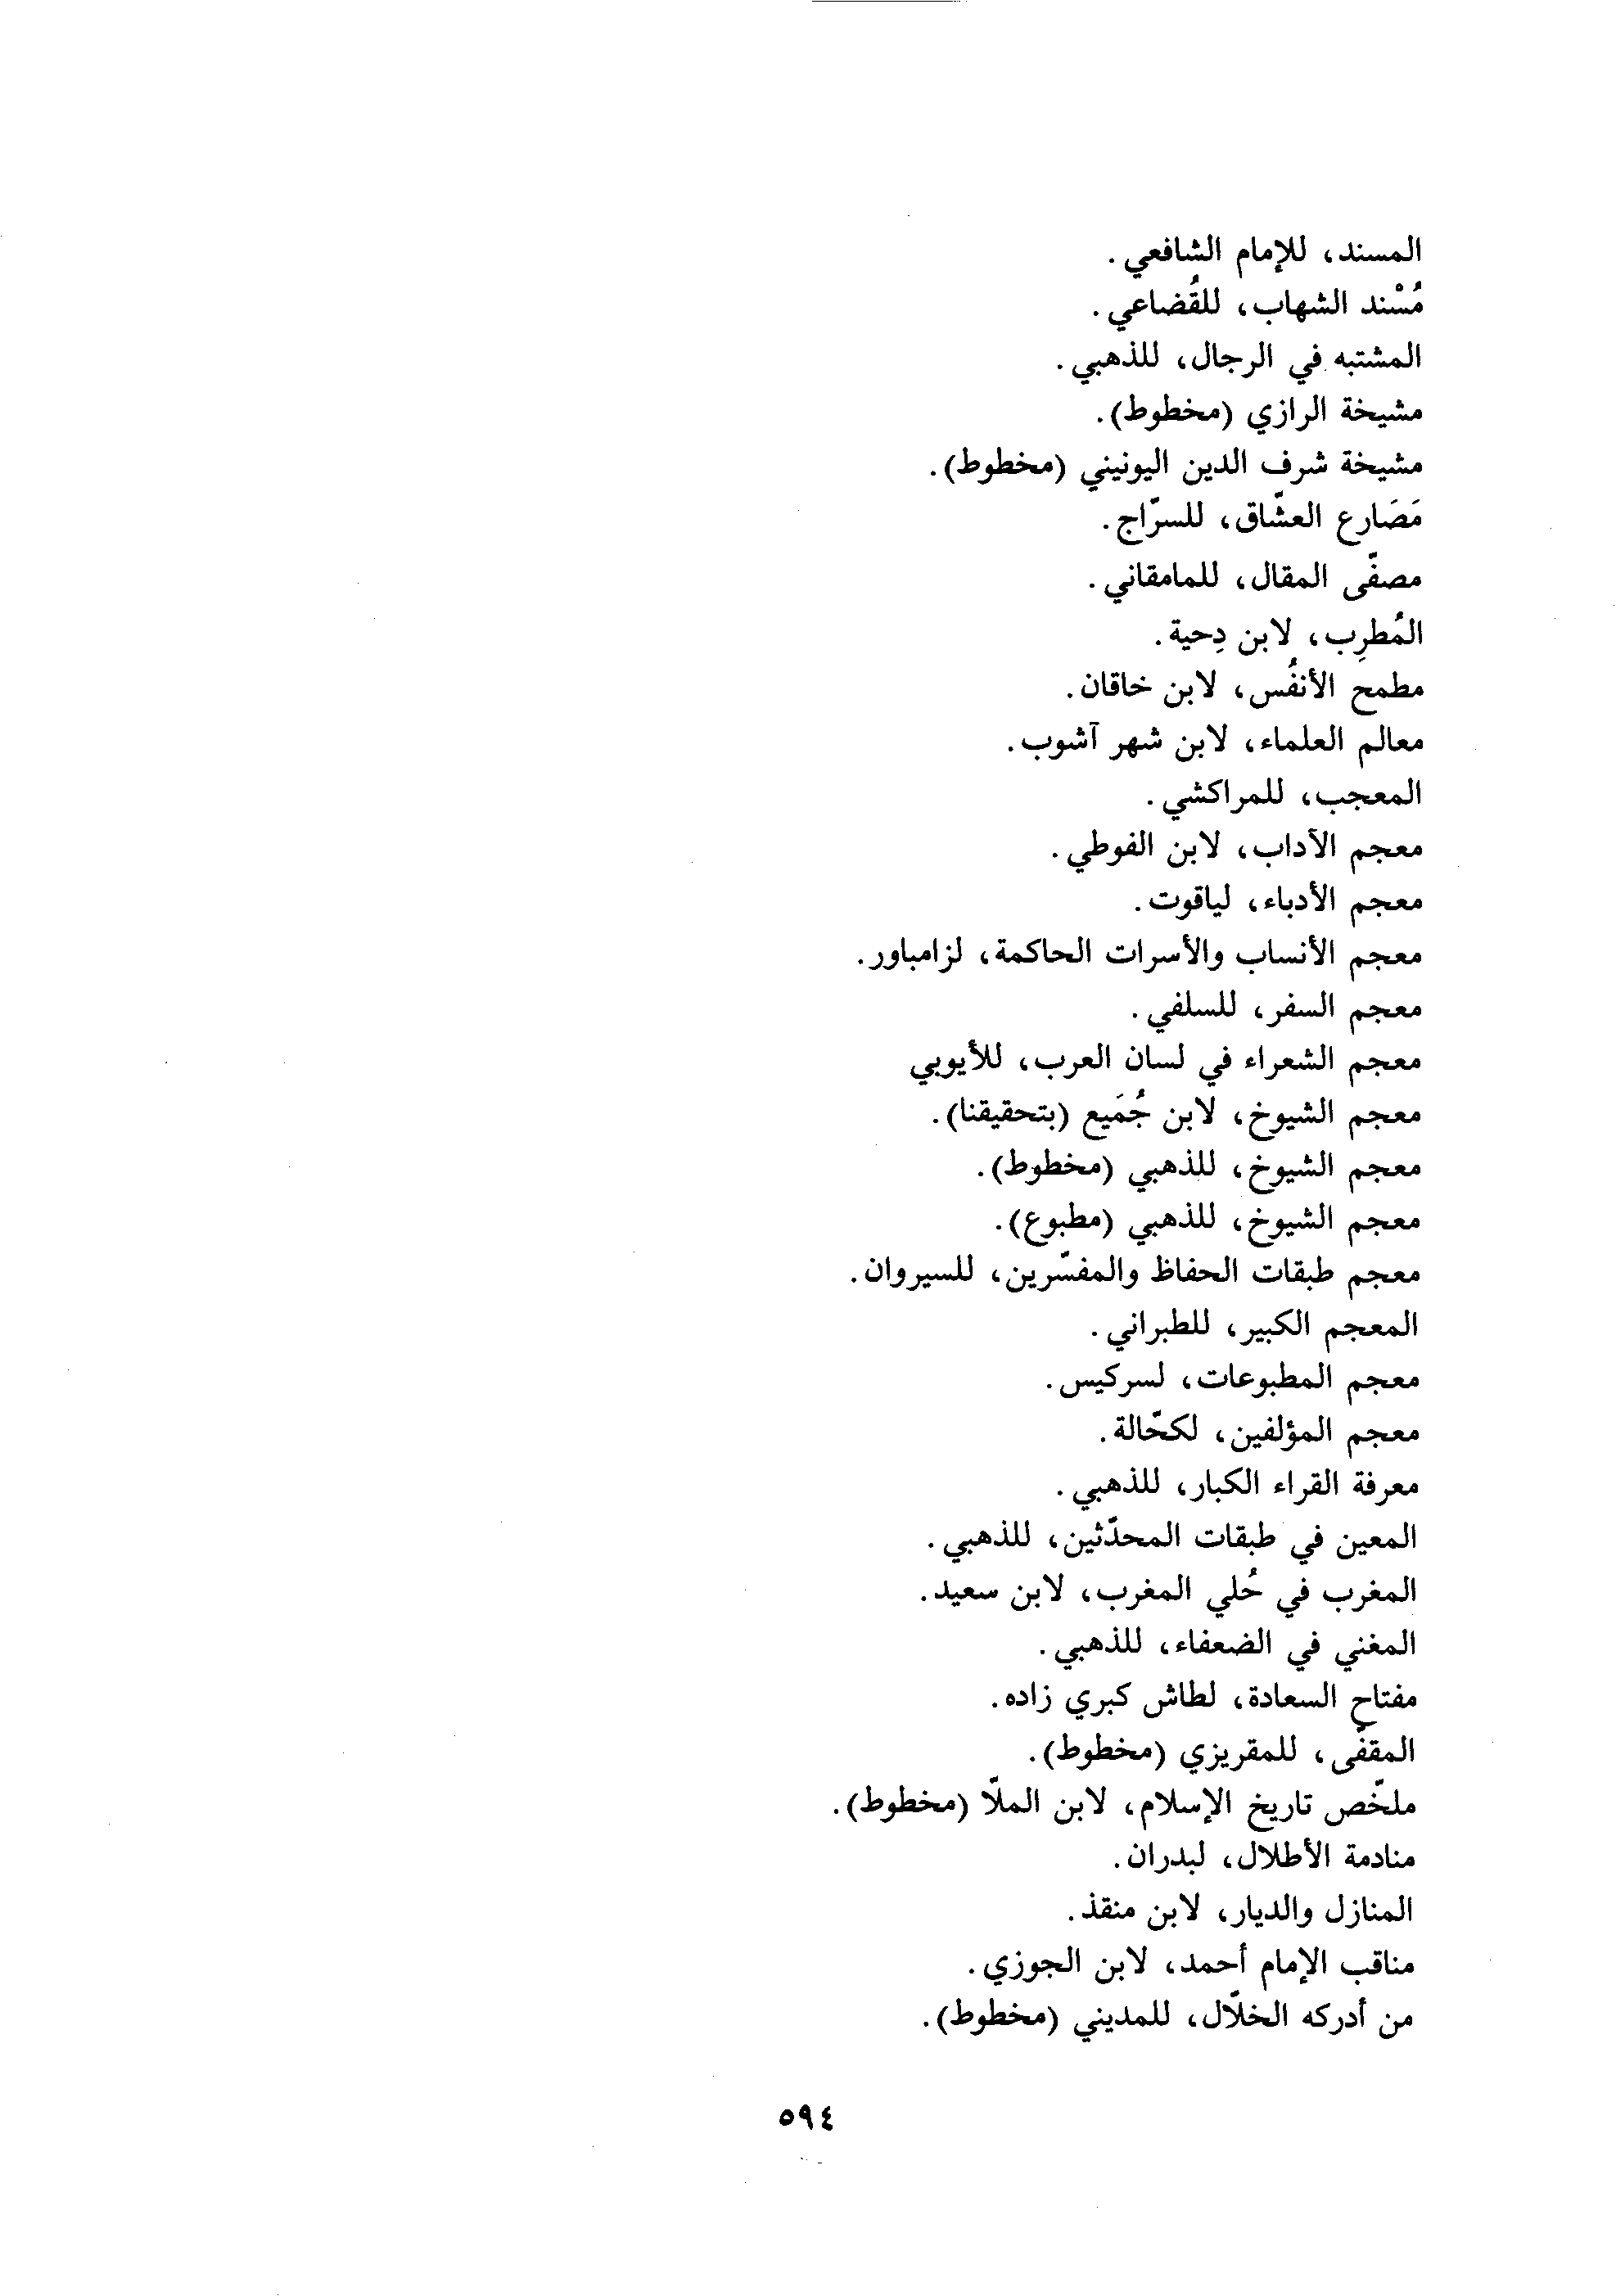 المسند، للإمام الشافعي.
مُسْند الشهاب، للقُضاعي.
المشتبه في الرجال، للذهبي.
مشيخة الرازي (مخطوط).
مشيخة شرف الدين اليونيني (مخطوط).
مَصَارع العشّاق، للسرّاج.
مصفّى المقال، للمامقاني.
المُطرِب، لابن دِحية.
مطمح الأنفُس، لابن خاقان.
معالم العلماء، لابن شهر آشوب.
المعجب، للمراكشي.
معجم الآداب، لابن الفوطي.
معجم الأدباء، لياقوت.
معجم الأنساب والأسرات الحاكمة، لزامباور.
معجم السفر، للسلفي.
معجم الشعراء في لسان العرب، للأيوبي
معجم الشيوخ، لابن جُمَيع (بتحقيقنا).
معجم الشيوخ، للذهبي (مخطوط).
معجم الشيوخ، للذهبي (مطبوع).
معجم طبقات الحفاظ والمفسّرين، للسيروان.
المعجم الكبير، للطبراني.
معجم المطبوعات، لسركيس.
معجم المؤلفين، لكحّالة.
معرفة القراء الكبار، للذهبي.
المعين في طبقات المحدّثين، للذهبي.
المغرب في حُلي المغرب، لابن سعيد.
المغني في الضعفاء، للذهبي.
مفتاح السعادة، لطاش كبري زاده.
المقفّى، للمقريزي (مخطوط).
ملخّص تاريخ الإسلام، لابن الملّا (مخطوط).
منادمة الأطلال، لبدران.
المنازل والديار، لابن منقذ.
مناقب الإمام أحمد، لابن الجوزي.
من أدركه الخلّال، للمديني (مخطوط).
٥٩٤